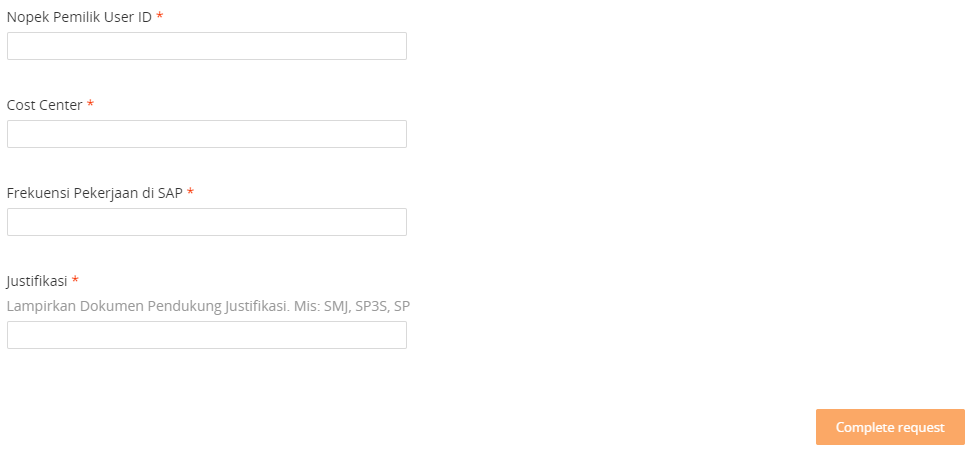 Nopek Pemilik User ID *
Cost Center *
Frekuensi Pekerjaan di SAP *
Justifikasi *
Lampirkan Dokumen Pendukung Justifikasi. Mis: SMJ, SP3S, SP
Complete request